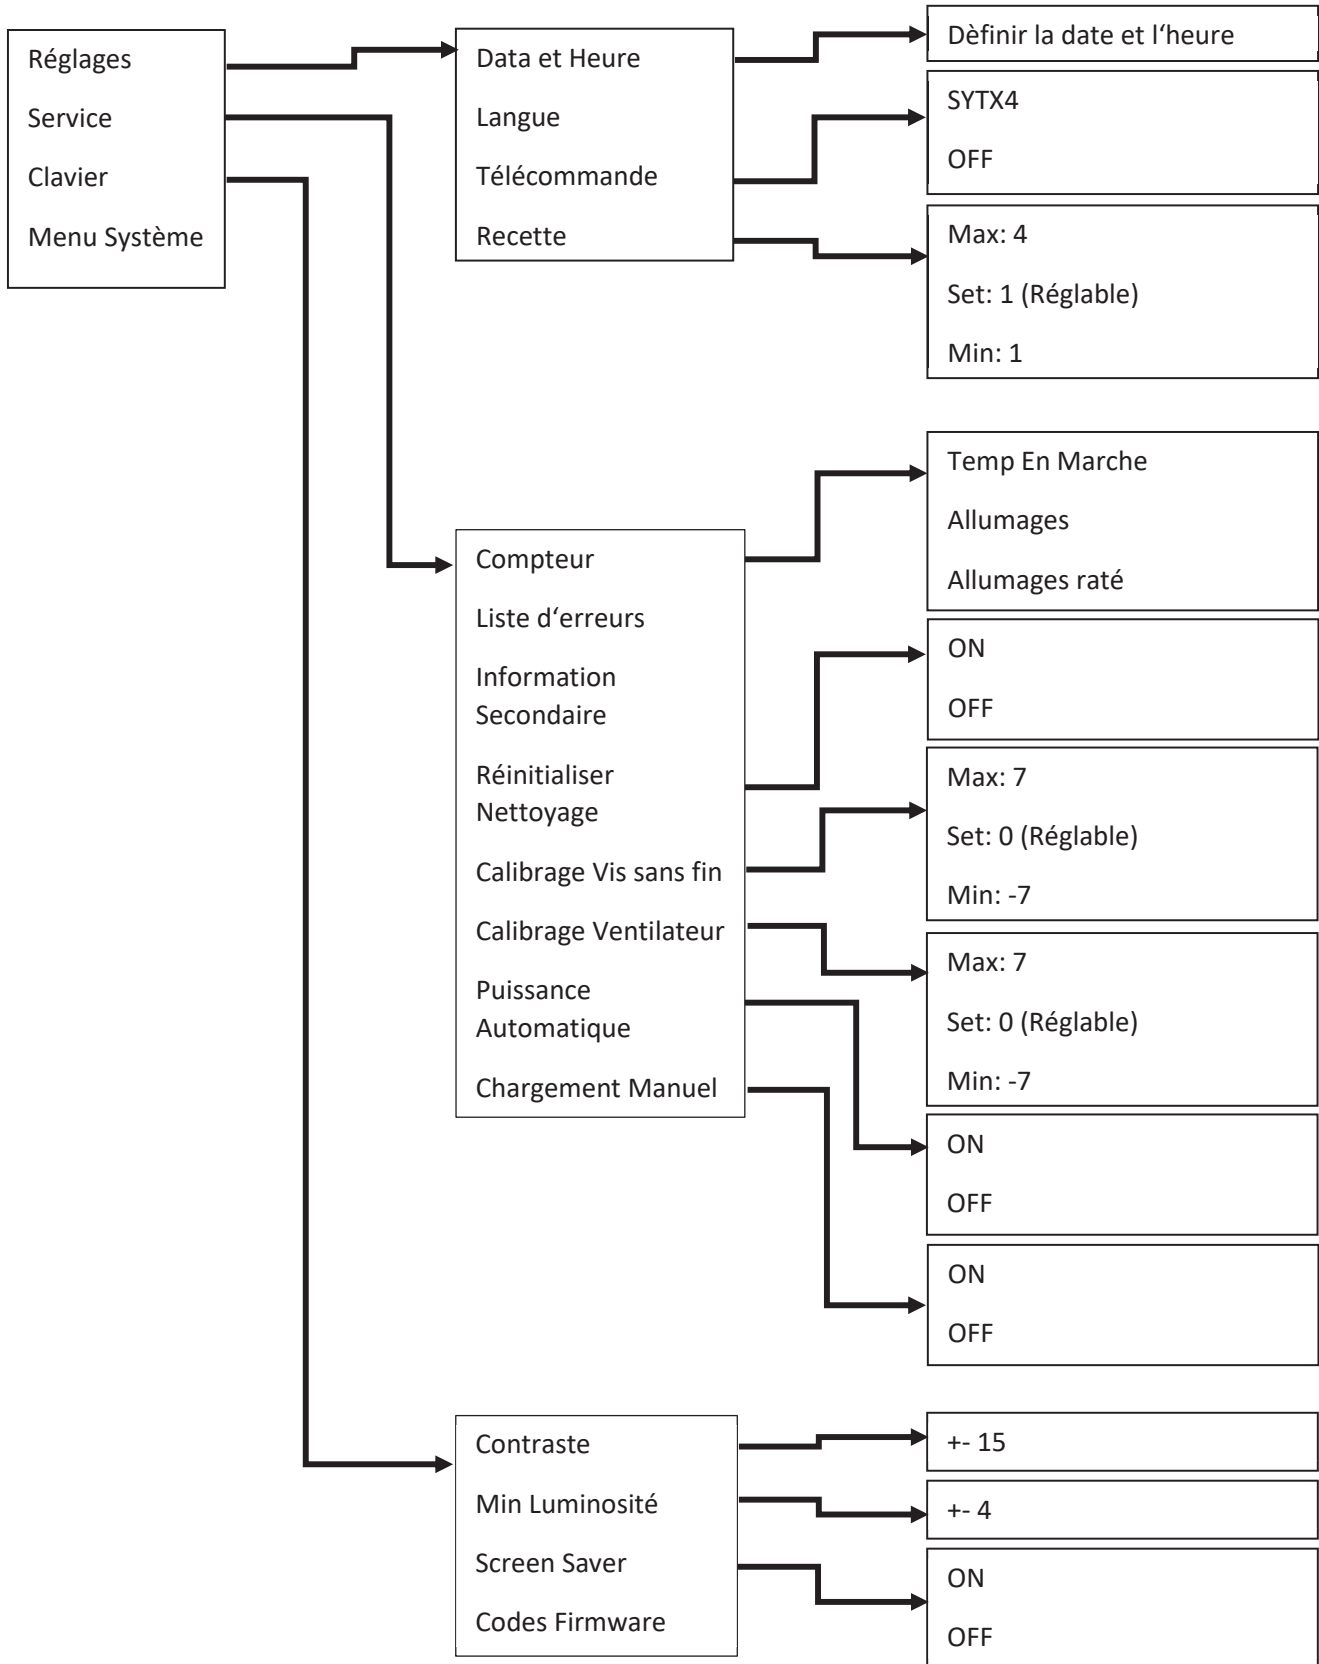 Réglages
Service
Clavier
Menu Système
Data et Heure
Langue
Télécommande
Recette
Dèfinir la date et l‘heure
SYTX4
OFF
Max: 4
Set: 1 (Réglable)
Min: 1
Compteur
Liste d‘erreurs
Information
Secondaire
Réinitialiser
Nettoyage
Calibrage Vis sans fin
Calibrage Ventilateur
Puissance
Automatique
Chargement Manuel
Temp En Marche
Allumages
Allumages raté
ON
OFF
Max: 7
Set: 0 (Réglable)
Min: -7
Max: 7
Set: 0 (Réglable)
Min: -7
ON
OFF
ON
OFF
Contraste
Min Luminosité
Screen Saver
Codes Firmware
+- 15
+- 4
ON
OFF